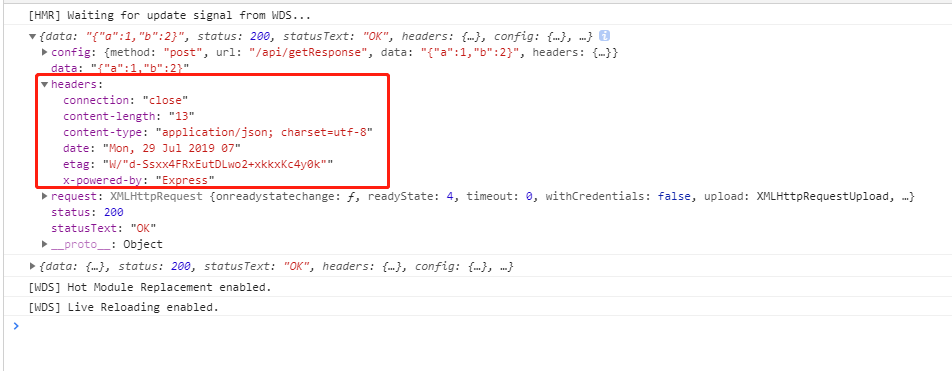 [HMR] Waiting for update signal from WDS...
{data: "{"a":1,"b":2}", status: 200, statusText: "OK", headers: {…}, config: {…}, …}
config: {method: "post", url: "/api/getResponse", data: "{"a":1,"b":2}", headers: {…}}
data: "{"a":1,"b":2}"
headers:
connection: "close"
content-length: "13"
content-type: "application/json; charset=utf-8"
date: "Mon, 29 Jul 2019 07"
etag: "W/"d-Ssxx4FRxEutDLwo2+xkkxKc4y0k""
x-powered-by: "Express"
request: XMLHttpRequest {onreadystatechange: ƒ, readyState: 4, timeout: 0, withCredentials: false, upload: XMLHttpRequestUpload, …}
status: 200
statusText: "OK"
__proto__: Object
{data: {…}, status: 200, statusText: "OK", headers: {…}, config: {…}, …}
[WDS] Hot Module Replacement enabled.
[WDS] Live Reloading enabled.